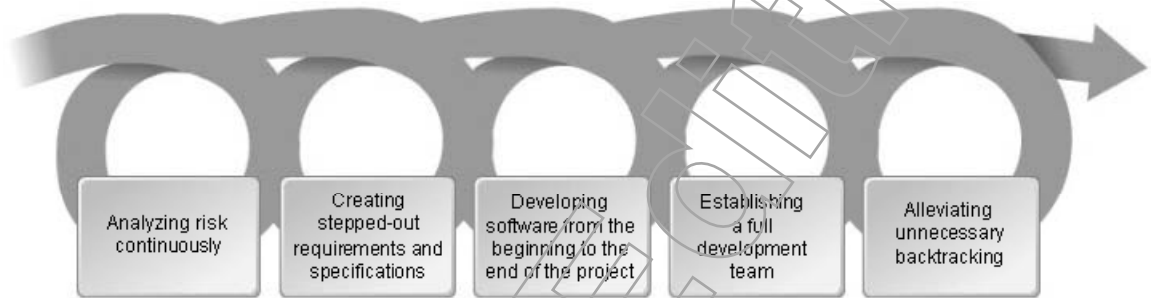 Analyzing risk
continuously
Creating
stepped-out
requirements and
specifications
Developing
software from the
beginning to the
end of the project
Establishing
a full
development
team
Alleviating
unnecessary
backtracking